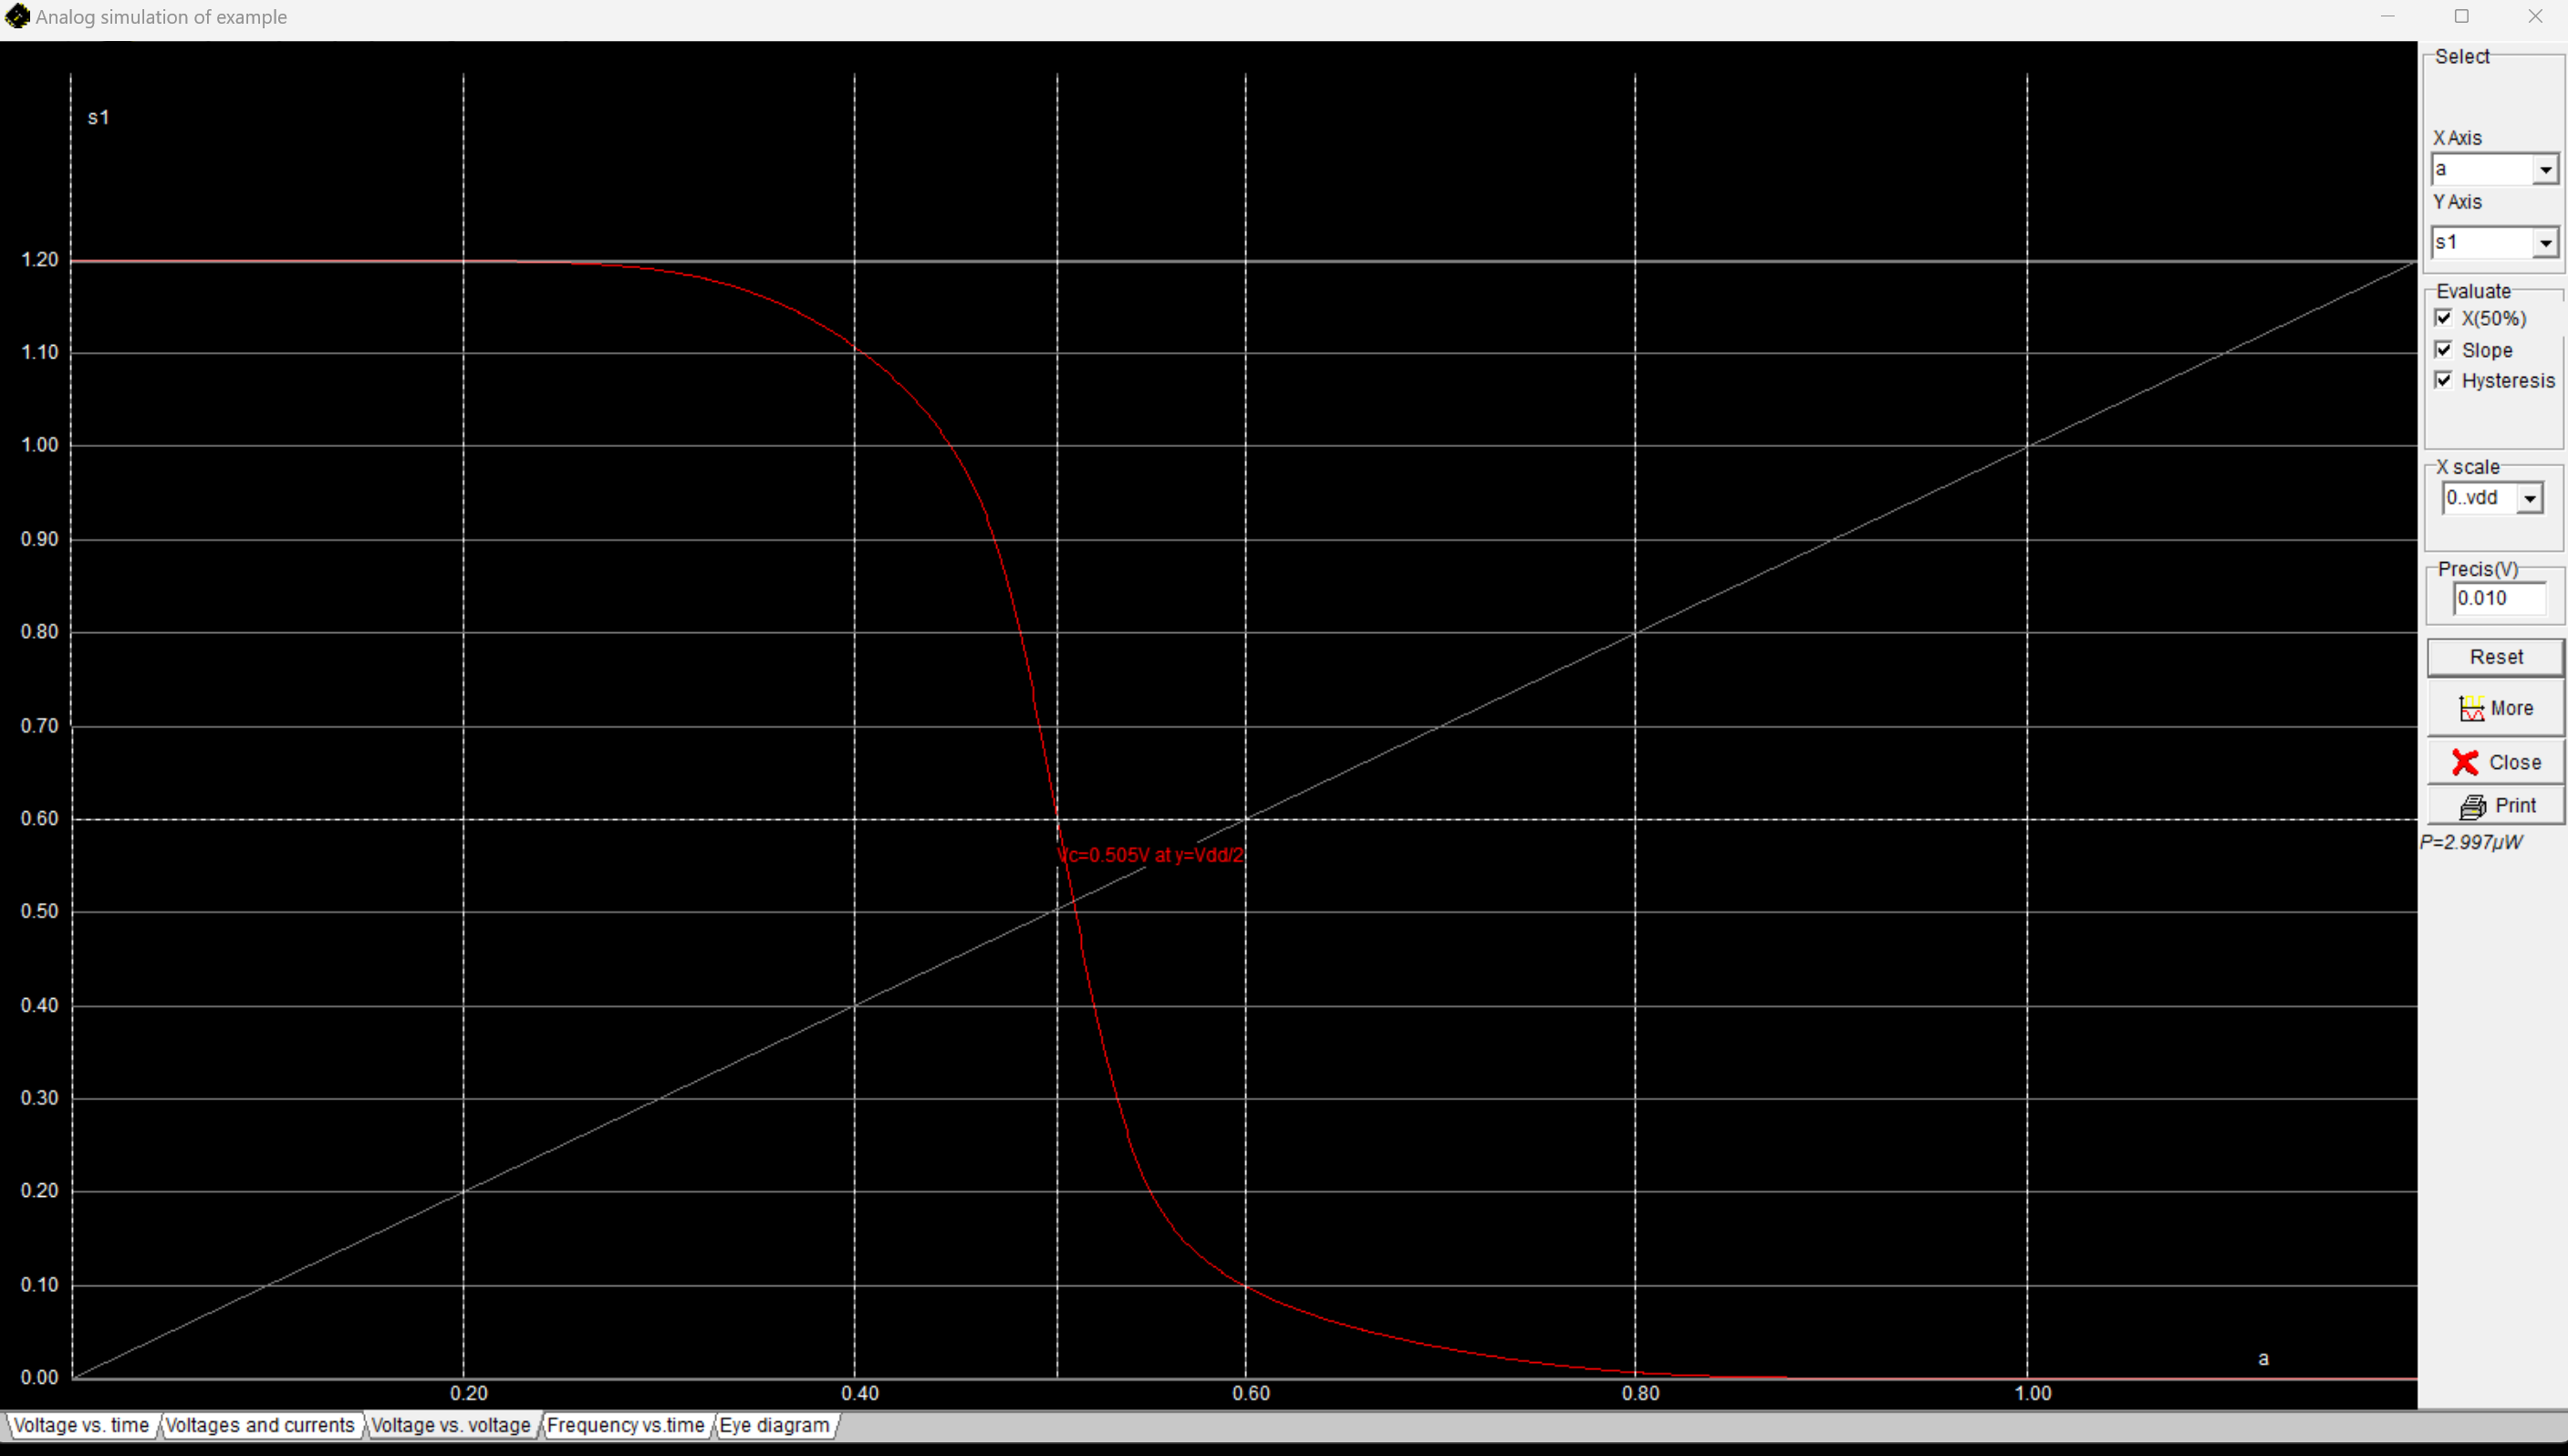 Analog simulation of example
s1
1.20
1.10
1.00
0.90
0.80
0.70
0.60
0.50
0.40
0.30
0.20
0.10
0.00
Vc=0.505V at y=Vdd/2
a
0.20 0.40 0.60 0.80 1.00
Select
X Axis
a
Y Axis
s1
Evaluate
X(50%)
Slope
Hysteresis
X scale
0..vdd
Precis(V)
0.010
Reset
More
Close
Print
P=2.997µW
Voltage vs. time Voltages and currents Voltage vs. voltage Frequency vs.time Eye diagram